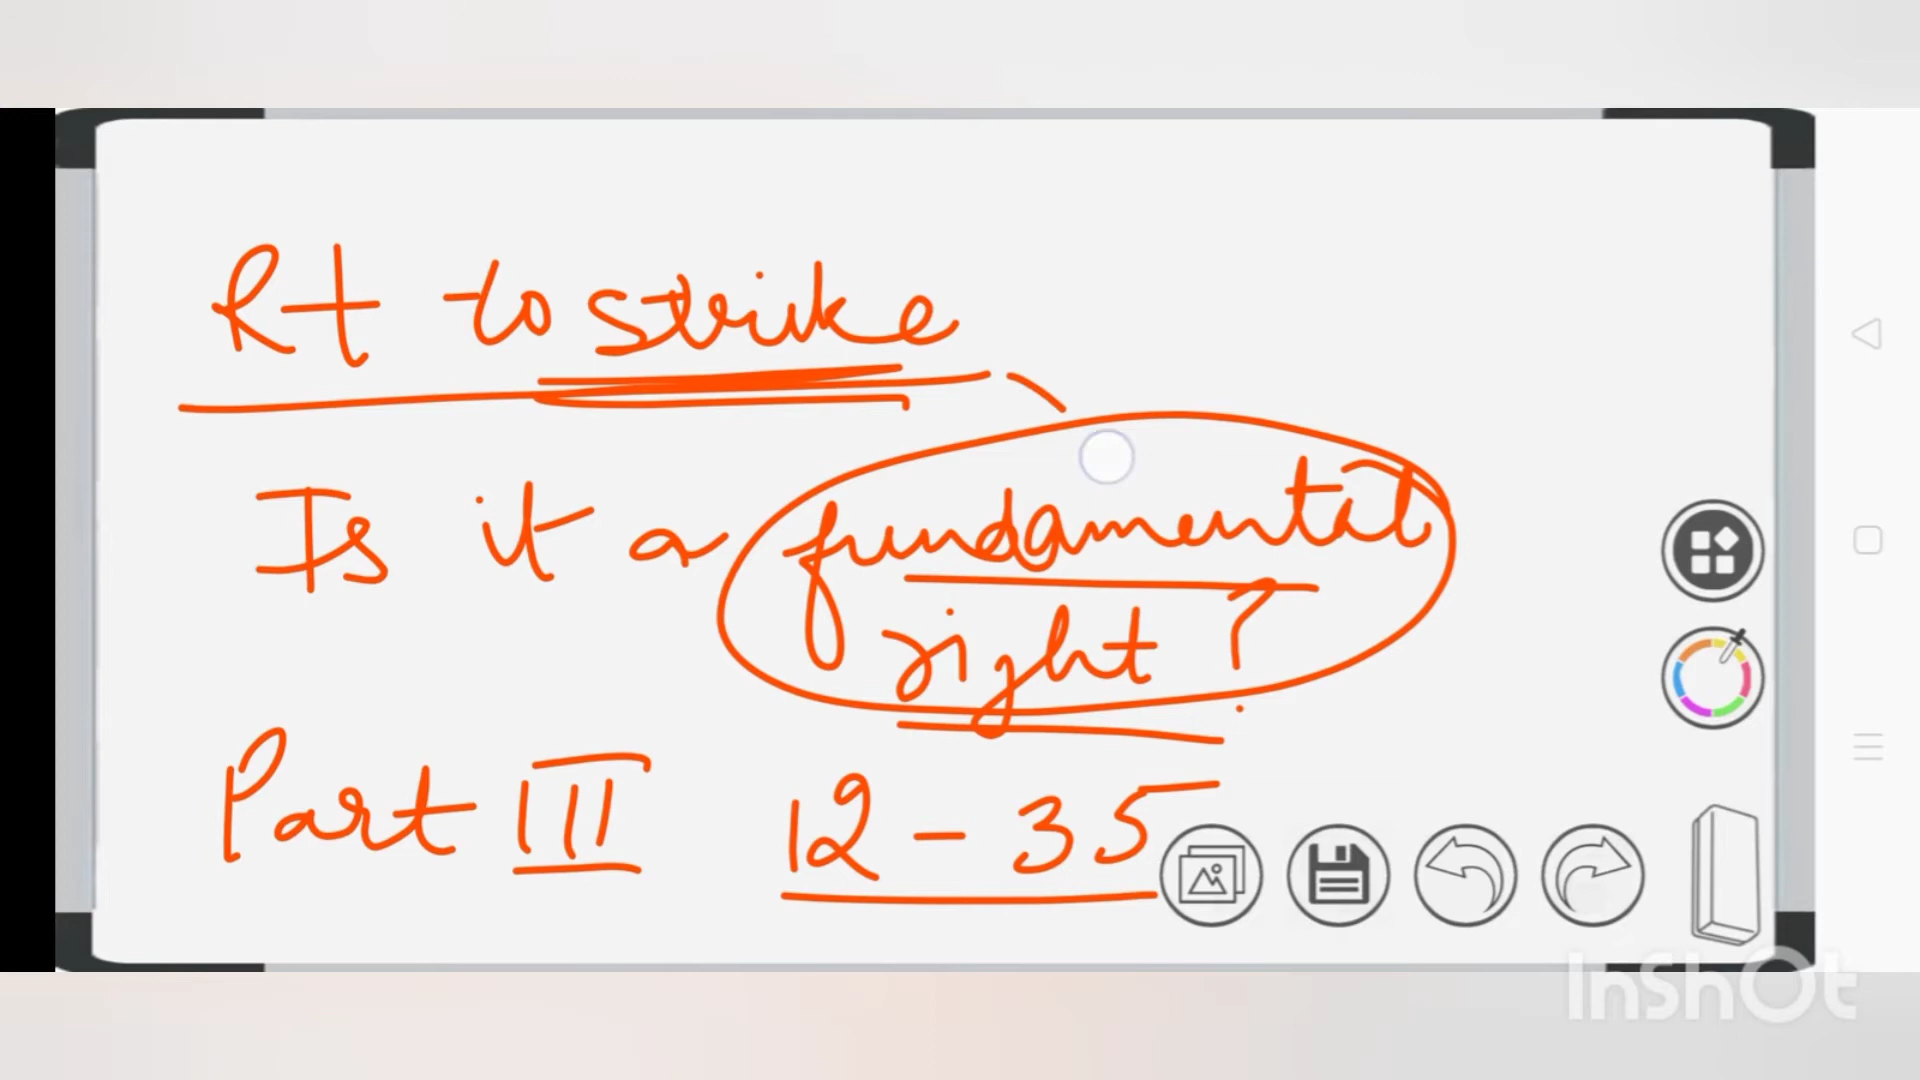 Rt to strike
Is it a fundamental
right ?
Part III 12 - 35
InShOt